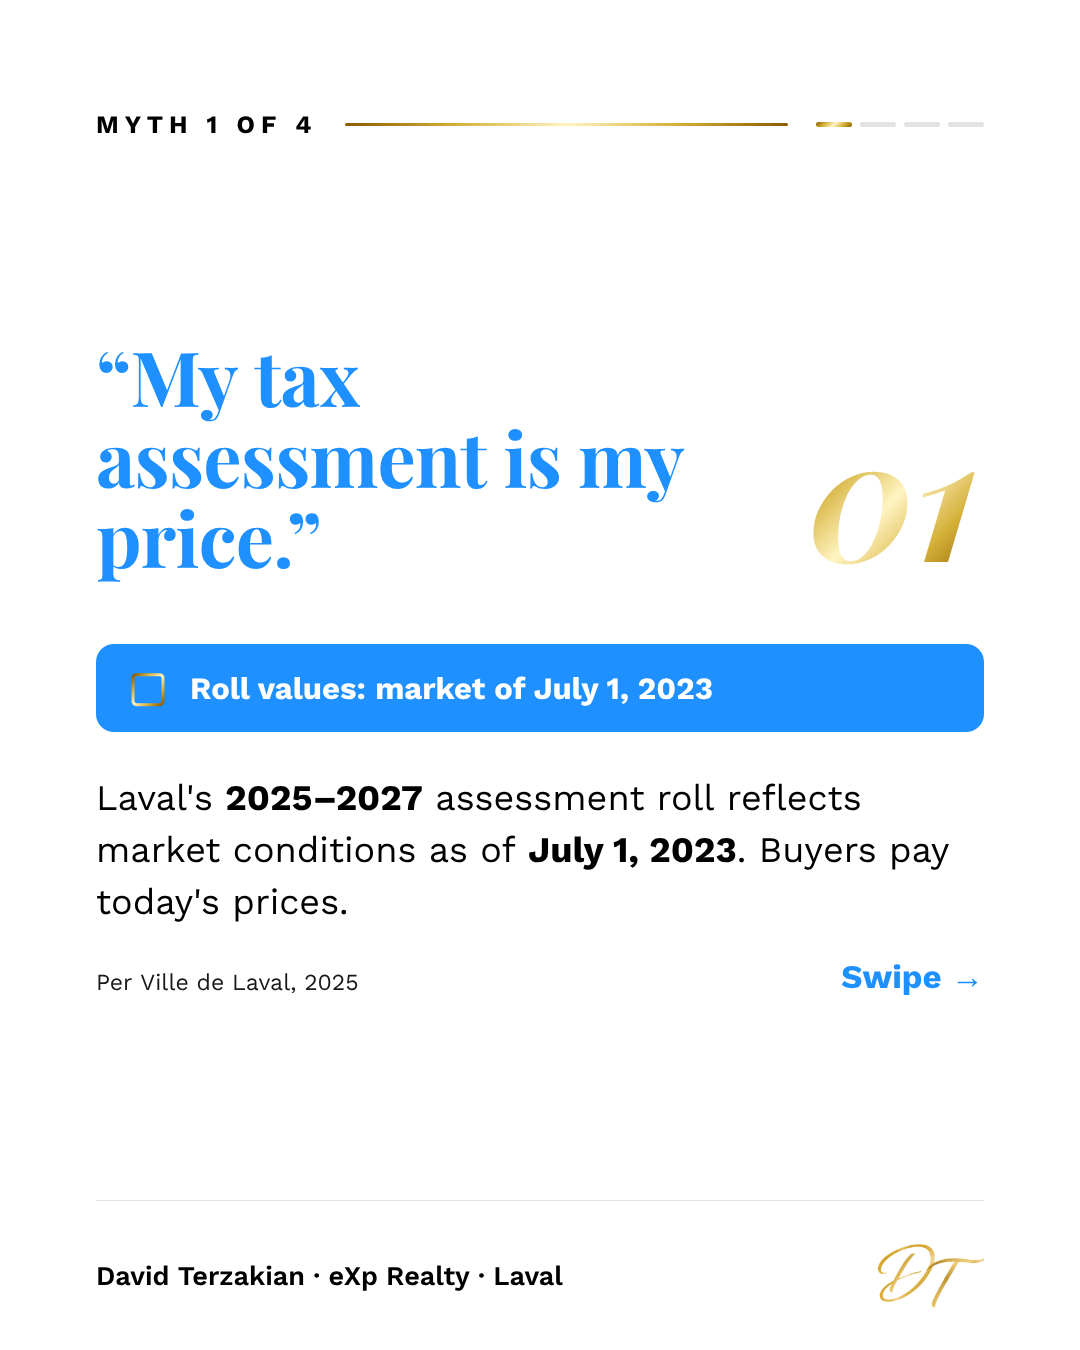 MYTH 1 OF 4
“My tax
assessment is my
price.”
01
Roll values: market of July 1, 2023
Laval's 2025–2027 assessment roll reflects
market conditions as of July 1, 2023. Buyers pay
today's prices.
Per Ville de Laval, 2025
Swipe →
David Terzakian · eXp Realty · Laval
DT